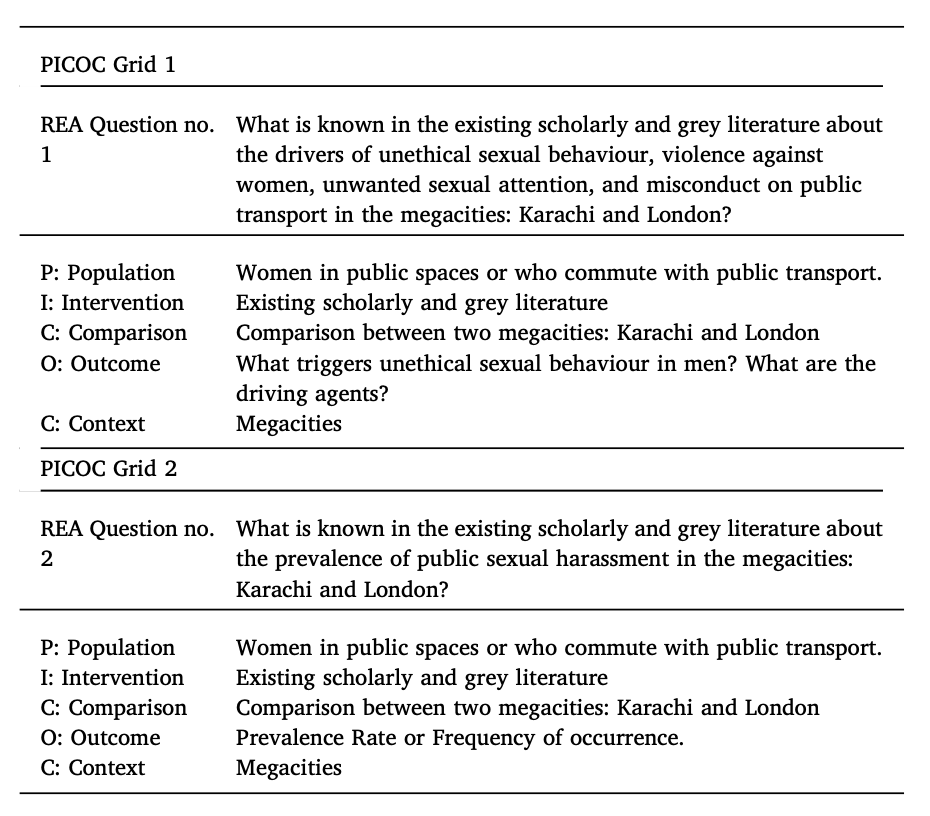 PICOC Grid 1
REA Question no. What is known in the existing scholarly and grey literature about
1 the drivers of unethical sexual behaviour, violence against
women, unwanted sexual attention, and misconduct on public
transport in the megacities: Karachi and London?
P: Population Women in public spaces or who commute with public transport.
I: Intervention Existing scholarly and grey literature
C: Comparison Comparison between two megacities: Karachi and London
O: Outcome What triggers unethical sexual behaviour in men? What are the
driving agents?
C: Context Megacities
PICOC Grid 2
REA Question no. What is known in the existing scholarly and grey literature about
2 the prevalence of public sexual harassment in the megacities:
Karachi and London?
P: Population Women in public spaces or who commute with public transport.
I: Intervention Existing scholarly and grey literature
C: Comparison Comparison between two megacities: Karachi and London
O: Outcome Prevalence Rate or Frequency of occurrence.
C: Context Megacities